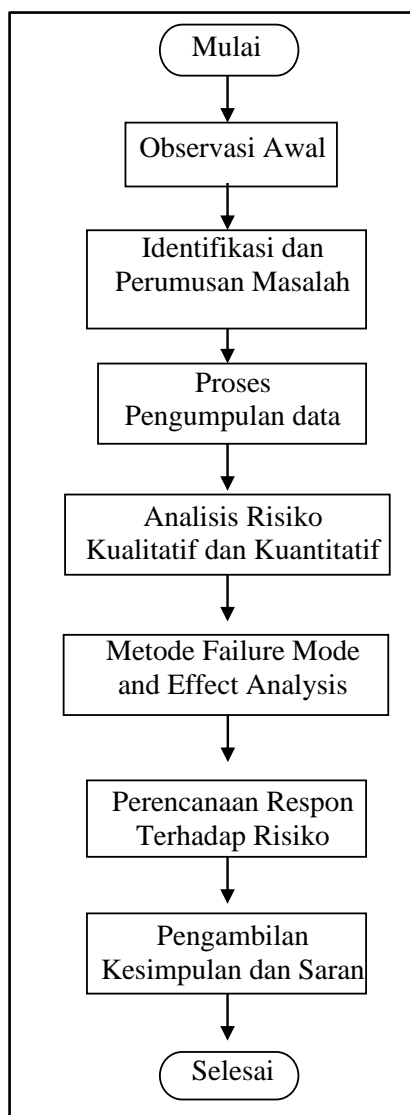 Mulai
Observasi Awal
Identifikasi dan
Perumusan Masalah
Proses
Pengumpulan data
Analisis Risiko
Kualitatif dan Kuantitatif
Metode Failure Mode
and Effect Analysis
Perencanaan Respon
Terhadap Risiko
Pengambilan
Kesimpulan dan Saran
Selesai